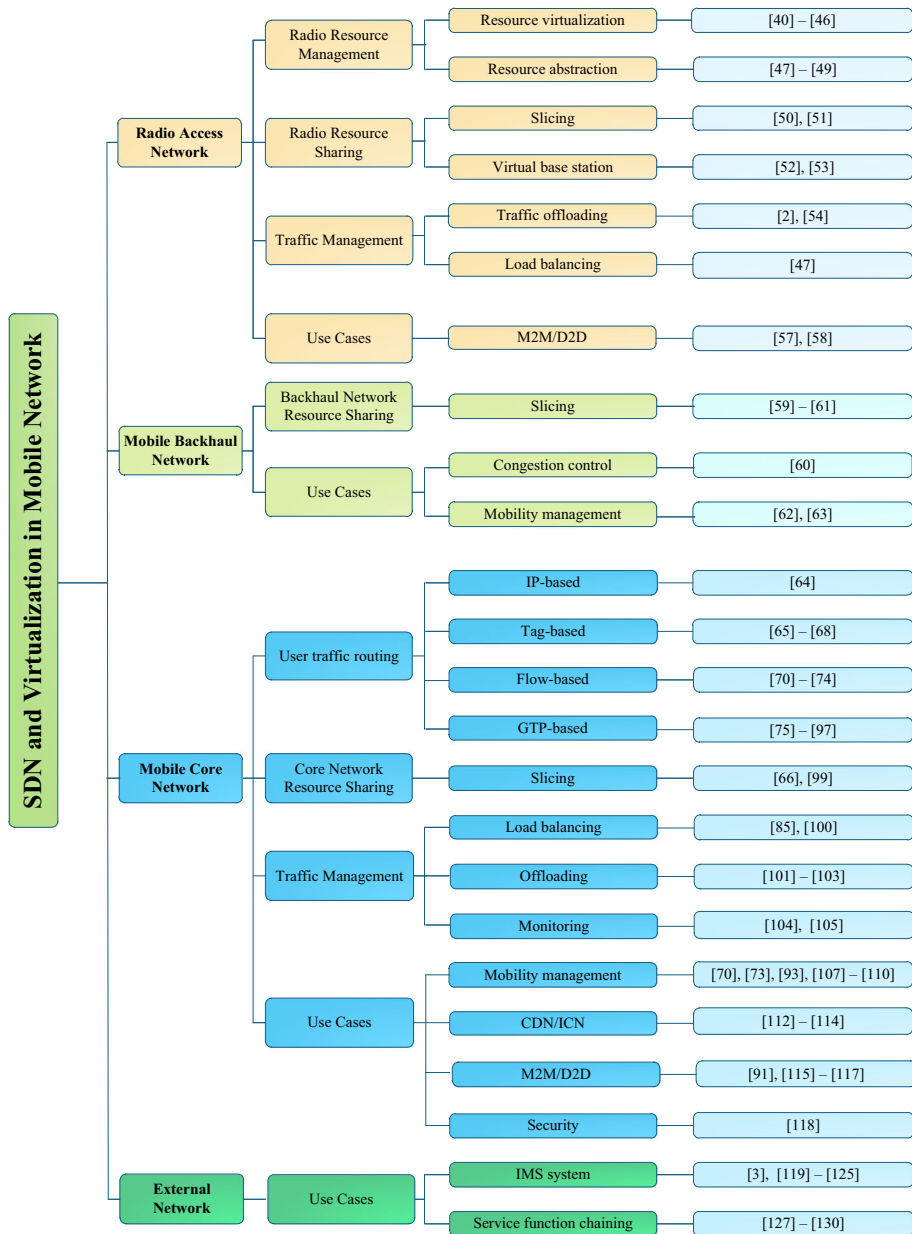 SDN and Virtualization in Mobile Network
Radio Access
Network
Radio Resource
Management
Resource virtualization
[40] – [46]
Resource abstraction
[47] – [49]
Radio Resource
Sharing
Slicing
[50], [51]
Virtual base station
[52], [53]
Traffic Management
Traffic offloading
[2], [54]
Load balancing
[47]
Use Cases
M2M/D2D
[57], [58]
Mobile Backhaul
Network
Backhaul Network
Resource Sharing
Slicing
[59] – [61]
Use Cases
Congestion control
[60]
Mobility management
[62], [63]
Mobile Core
Network
User traffic routing
IP-based
[64]
Tag-based
[65] – [68]
Flow-based
[70] – [74]
GTP-based
[75] – [97]
Core Network
Resource Sharing
Slicing
[66], [99]
Traffic Management
Load balancing
[85], [100]
Offloading
[101] – [103]
Monitoring
[104], [105]
Use Cases
Mobility management
[70], [73], [93], [107] – [110]
CDN/ICN
[112] – [114]
M2M/D2D
[91], [115] – [117]
Security
[118]
External
Network
Use Cases
IMS system
[3], [119] – [125]
Service function chaining
[127] – [130]